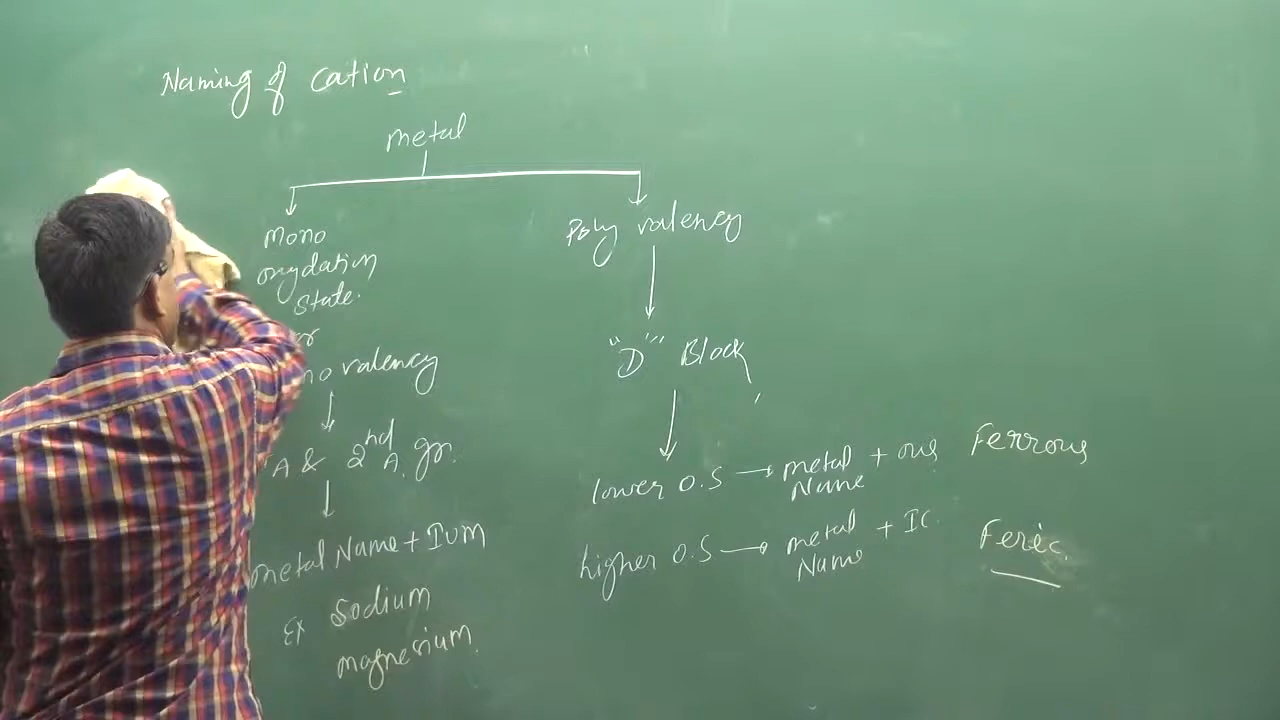 Naming of Cation
metal
Mono
oxydation
State.
or
no valency
A & 2nd A. gr.
metal Name + IUM
Ex Sodium
magnesium.
Poly valency
"D" Block
lower O.S → metal Name + ous Ferrous
higher O.S → metal Name + IC. Feric.